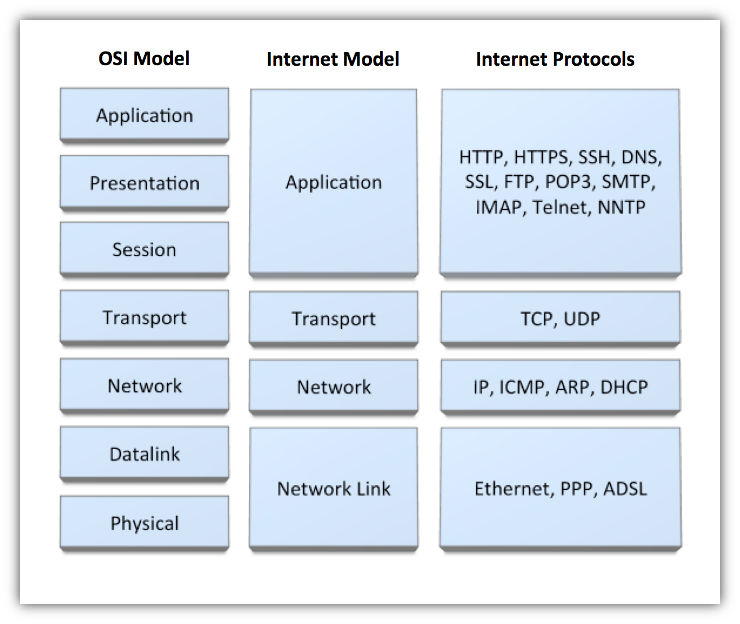 OSI Model
Internet Model
Internet Protocols
Application
Presentation
Session
Transport
Network
Datalink
Physical
Application
Transport
Network
Network Link
HTTP, HTTPS, SSH, DNS,
SSL, FTP, POP3, SMTP,
IMAP, Telnet, NNTP
TCP, UDP
IP, ICMP, ARP, DHCP
Ethernet, PPP, ADSL